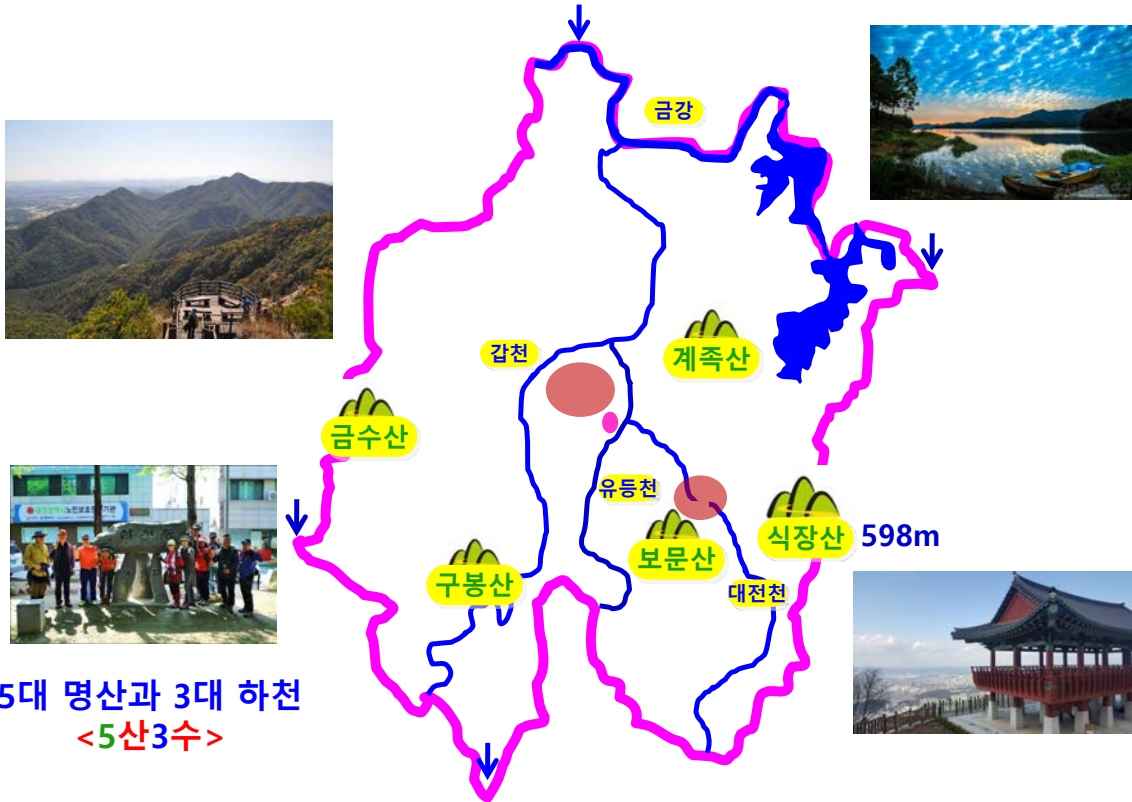 금강
갑천
계족산
금수산
유등천
식장산 598m
보문산
구봉산
대전천
5대 명산과 3대 하천
<5산3수>